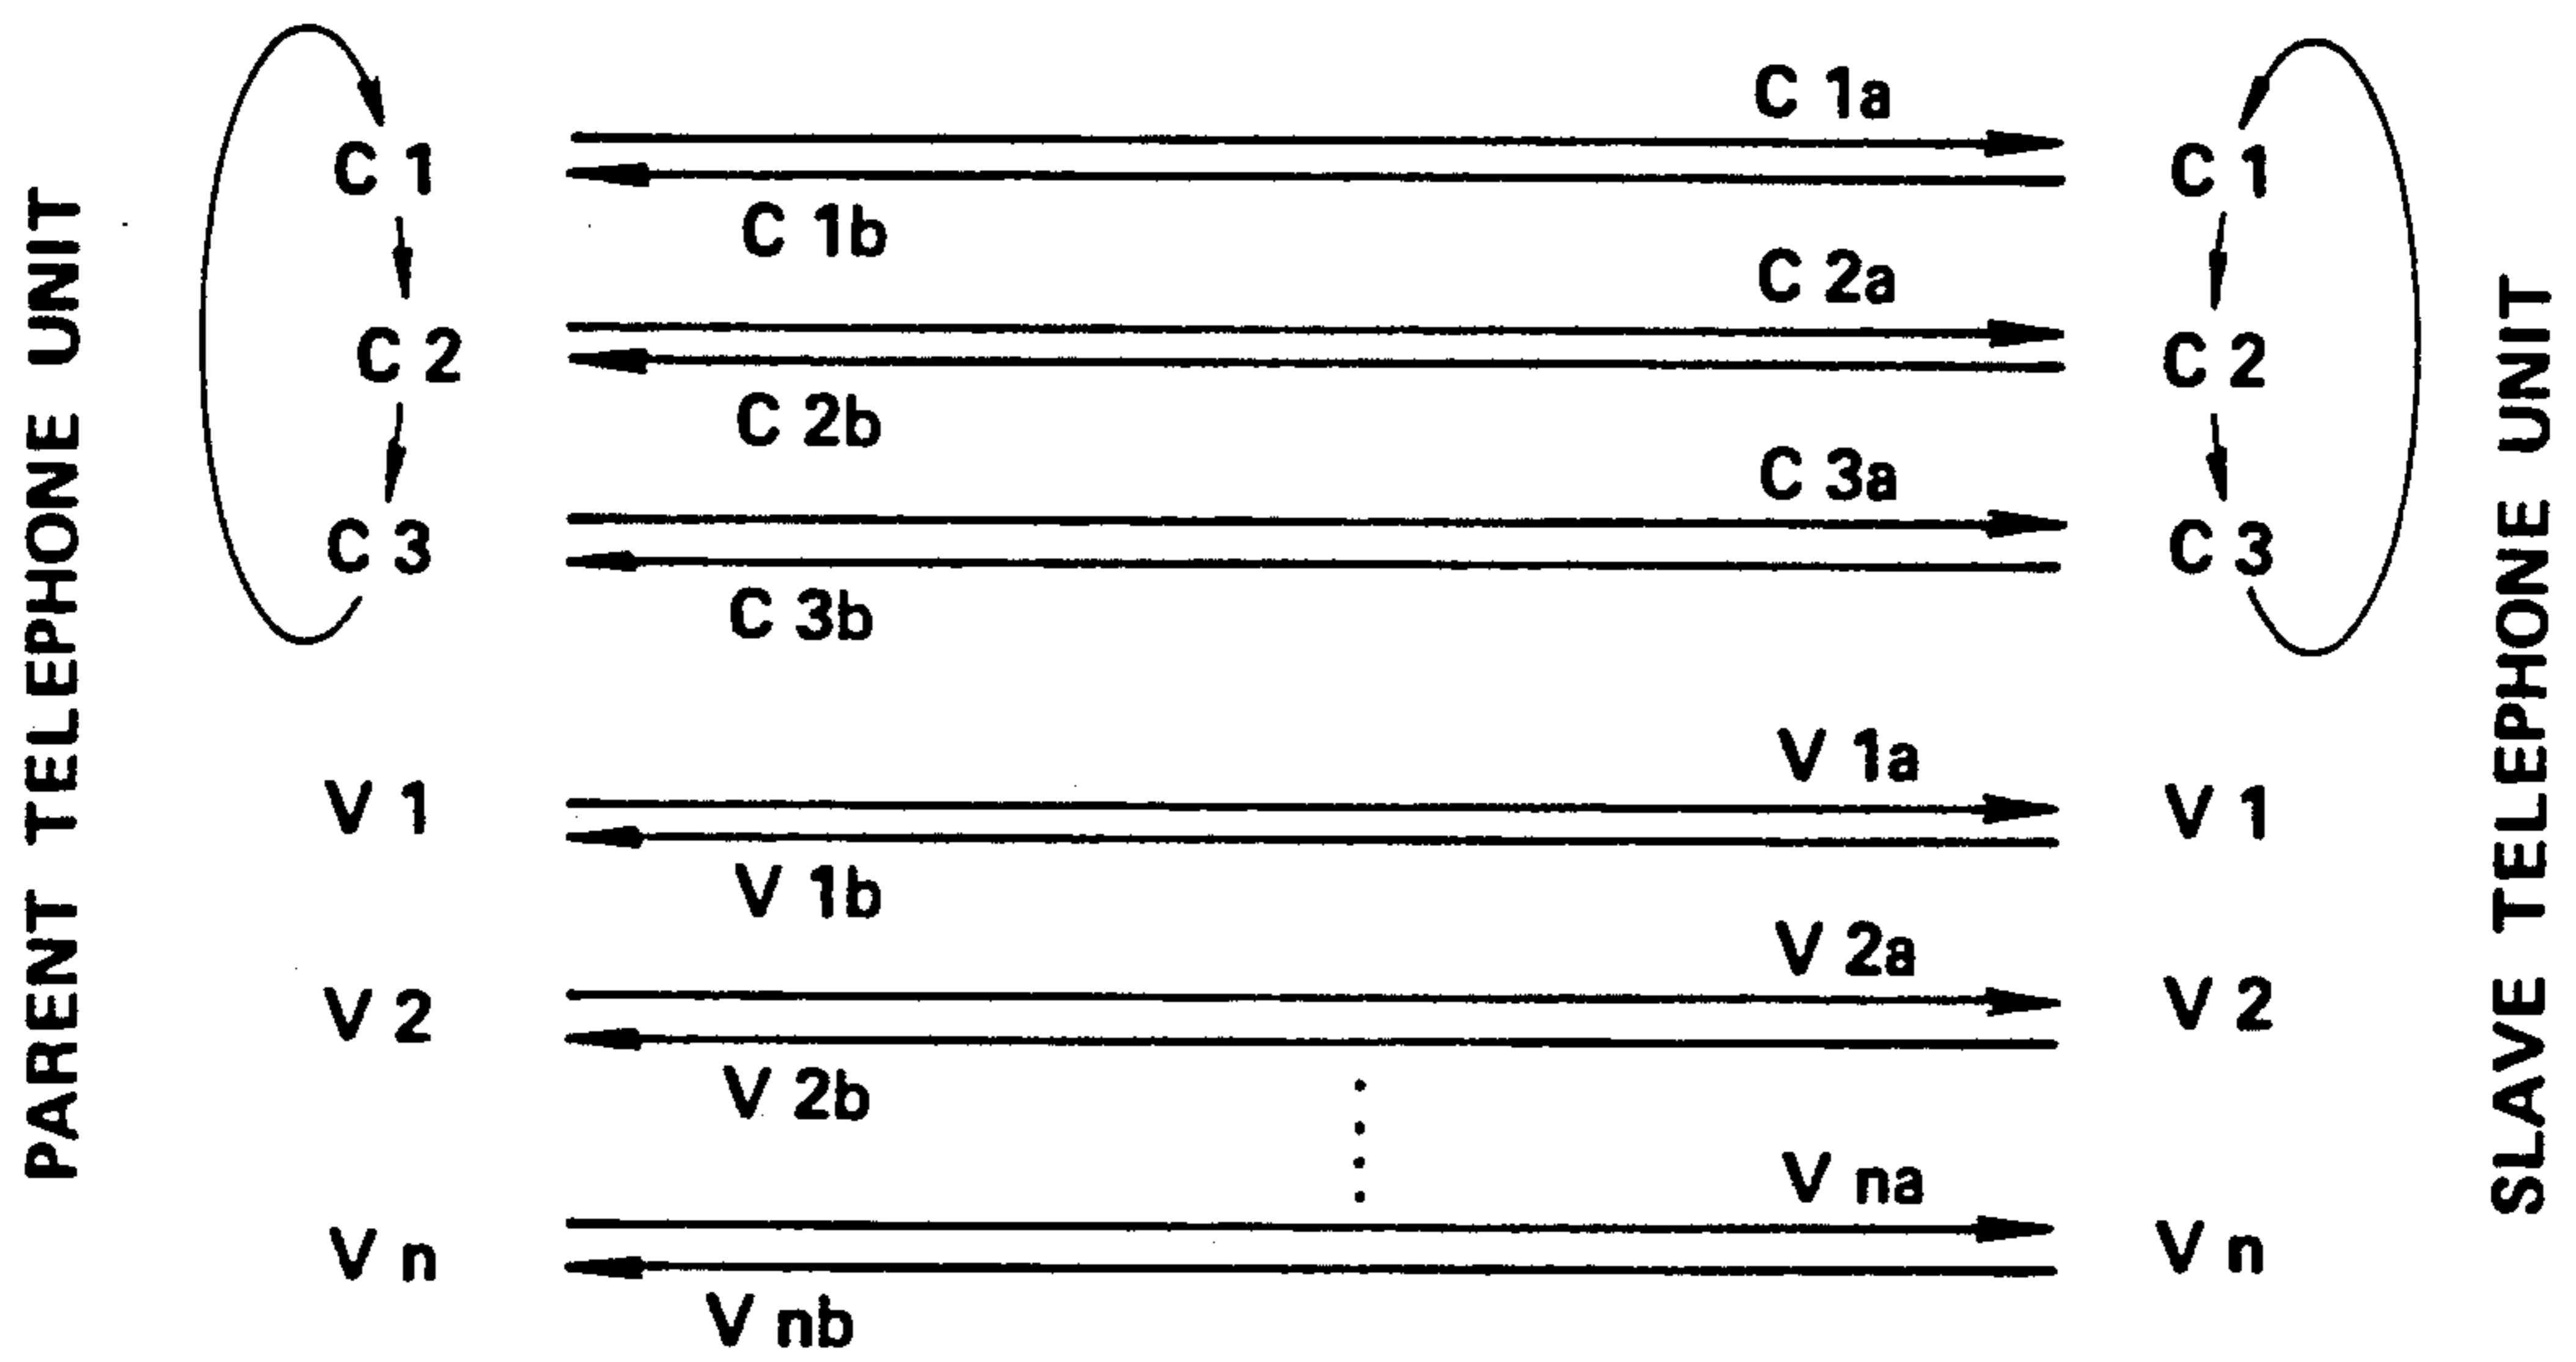 PARENT TELEPHONE UNIT
C 1a
C 1
C 1
C 1b
C 2a
C 2
C 2
C 2b
C 3a
C 3
C 3
C 3b
V 1a
V 1
V 1
V 1b
V 2a
V 2
V 2
V 2b
V na
V n
V n
V nb
SLAVE TELEPHONE UNIT